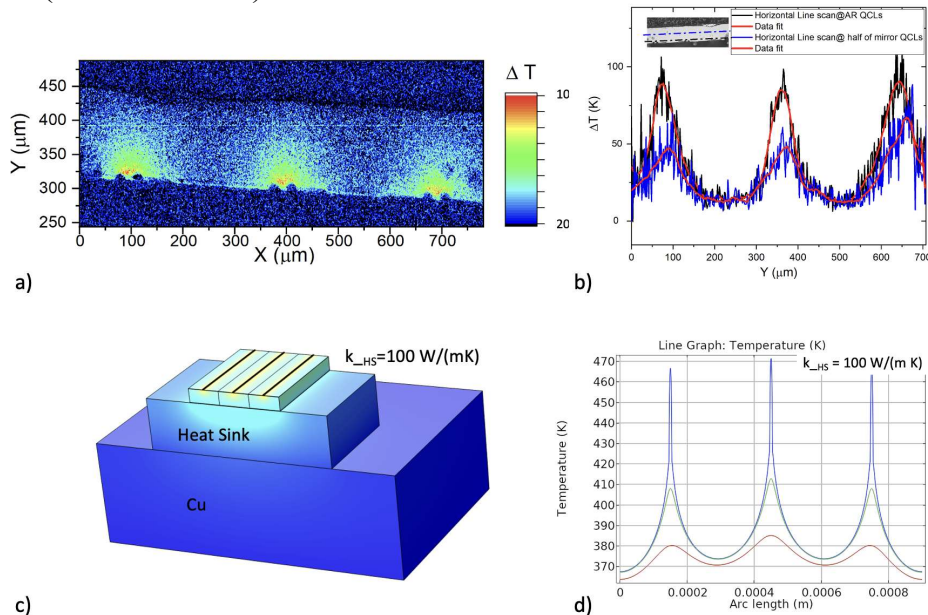 a)
Δ T
10
20
Y (μm)
450
400
350
300
250
0 100 200 300 400 500 600 700
X (μm)
b)
Horizontal Line scan@AR QCLs
Data fit
Horizontal Line scan@ half of mirror QCLs
Data fit
ΔT (K)
100
50
0
0 100 200 300 400 500 600 700
Y (μm)
c)
k_HS=100 W/(mK)
Heat Sink
Cu
d)
Line Graph: Temperature (K)
k_HS = 100 W/(m K)
Temperature (K)
470
460
450
440
430
420
410
400
390
380
370
0 0.0002 0.0004 0.0006 0.0008
Arc length (m)